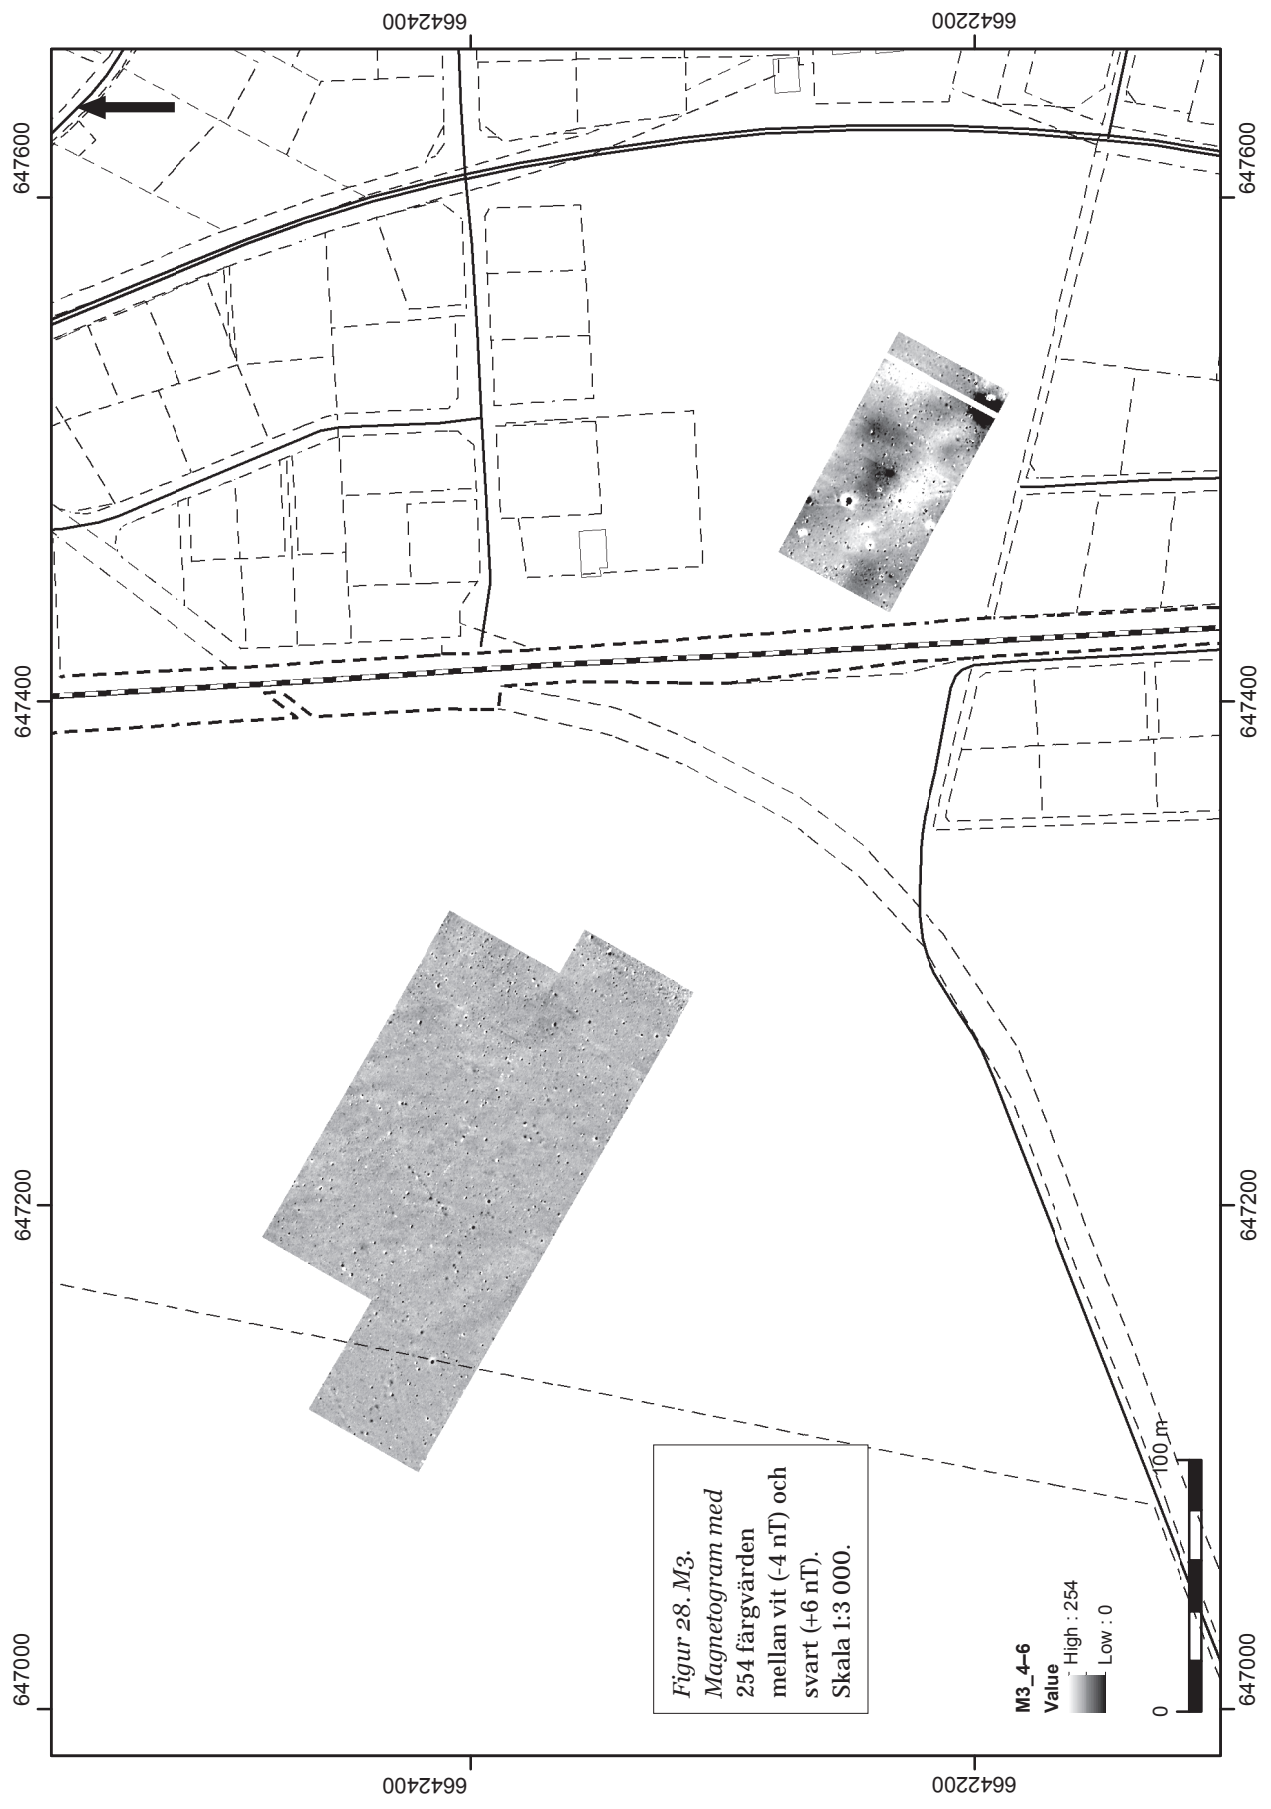 6642400
6642200
647600
647600
647400
647400
647200
647200
647000
647000
6642400
6642200
Figur 28. M3.
Magnetogram med
254 färgvärden
mellan vit (-4 nT) och
svart (+6 nT).
Skala 1:3 000.
M3_4–6
Value
High : 254
Low : 0
0
100 m